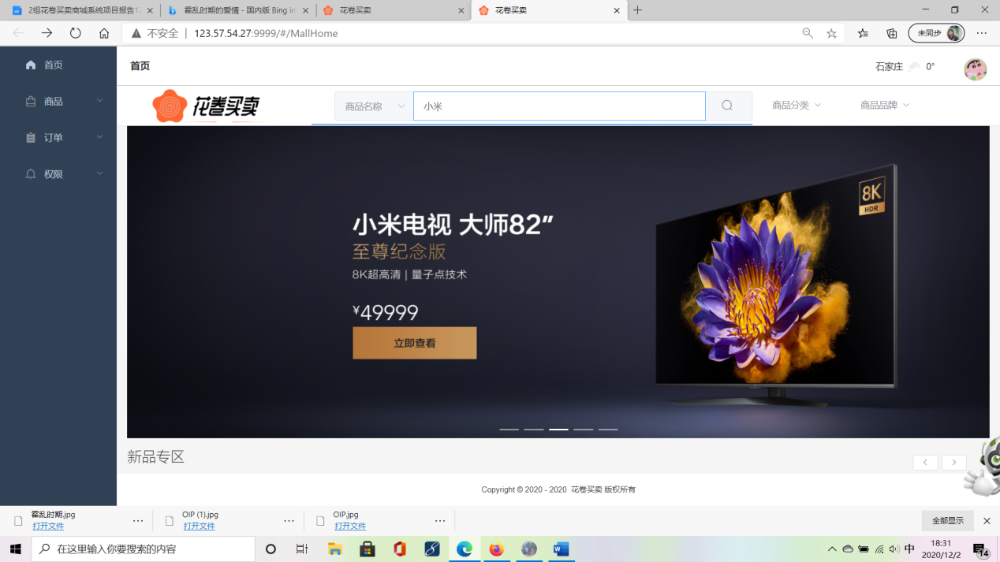 2组花卷买卖商城系统项目报告
霍乱时期的爱情 - 国内版 Bing
花卷买卖
花卷买卖
不安全 | 123.57.54.27:9999/#/MallHome
未同步
首页
商品
订单
权限
首页
石家庄 0°
花卷买卖
商品名称
小米
商品分类
商品品牌
8K
HDR
小米电视 大师82”
至尊纪念版
8K超高清 | 量子点技术
¥49999
立即查看
新品专区
Copyright © 2020 - 2020 花卷买卖 版权所有
霍乱时期.jpg
打开文件
OIP (1).jpg
打开文件
OIP.jpg
打开文件
全部显示
在这里输入你要搜索的内容
中
18:31
2020/12/2
14